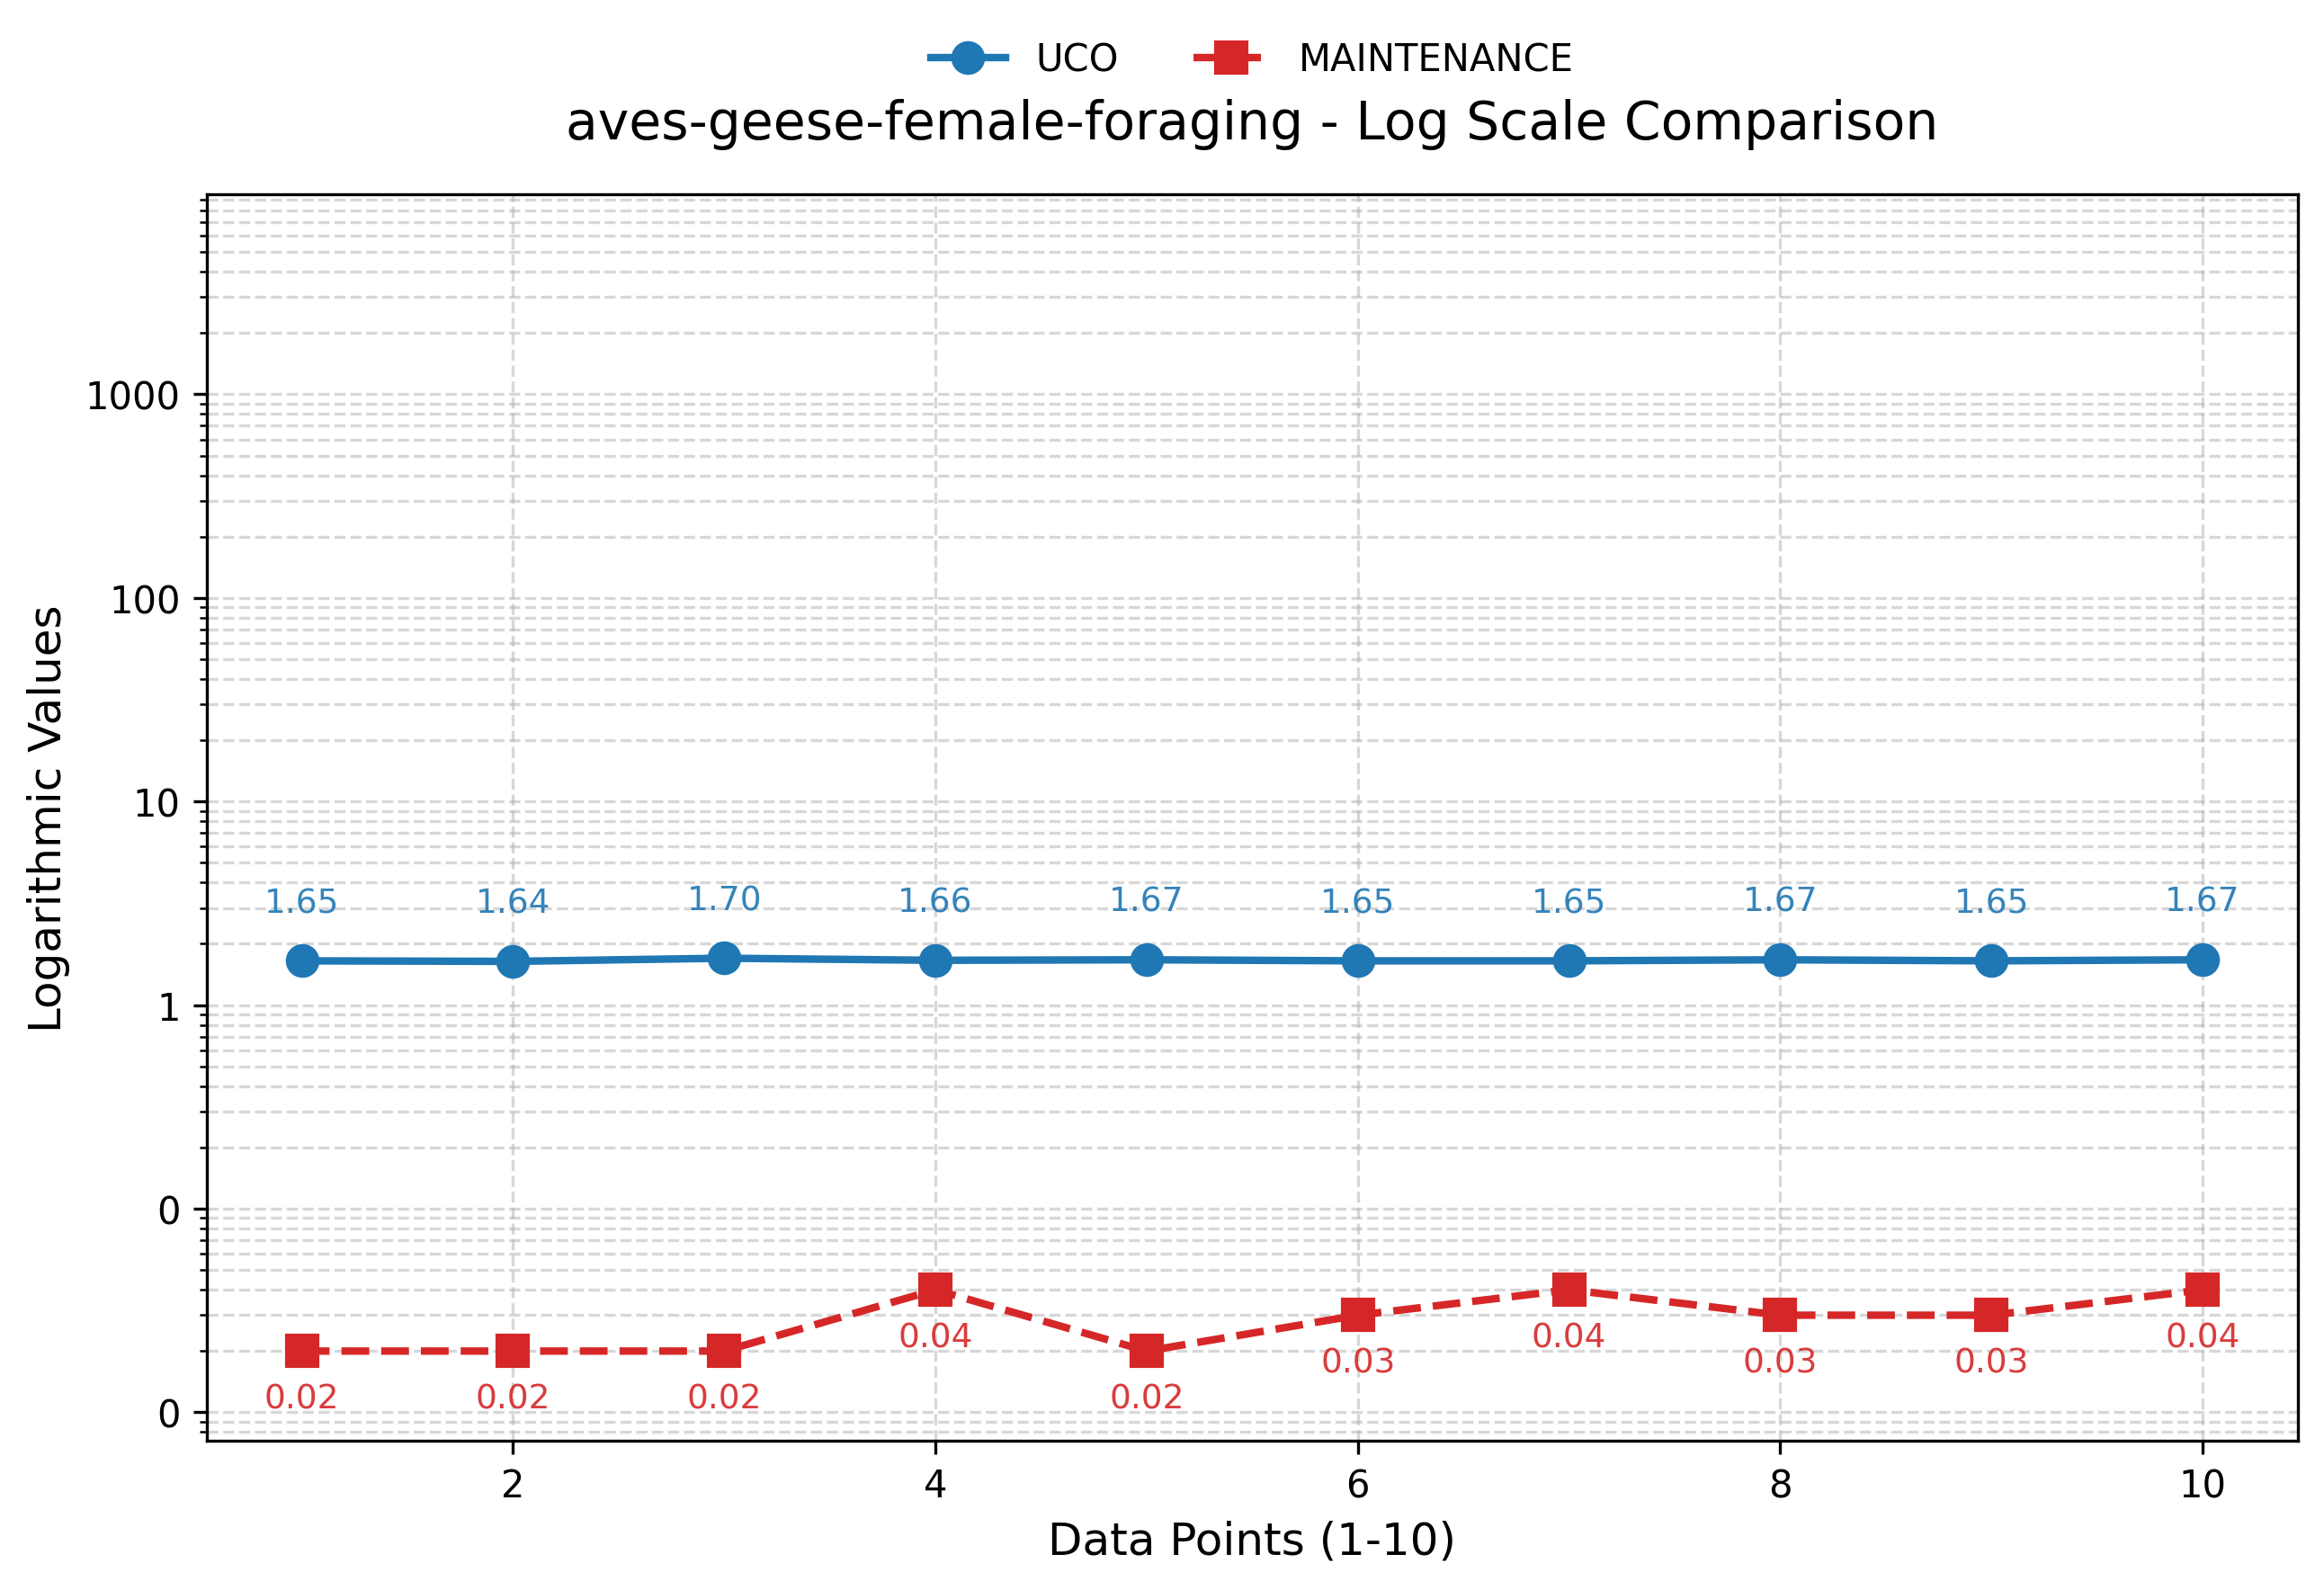 UCO MAINTENANCE
aves-geese-female-foraging - Log Scale Comparison
Logarithmic Values
1000
100
10
1
0
0
1.65 1.64 1.70 1.66 1.67 1.65 1.65 1.67 1.65 1.67
0.02 0.02 0.02 0.04 0.02 0.03 0.04 0.03 0.03 0.04
2 4 6 8 10
Data Points (1-10)